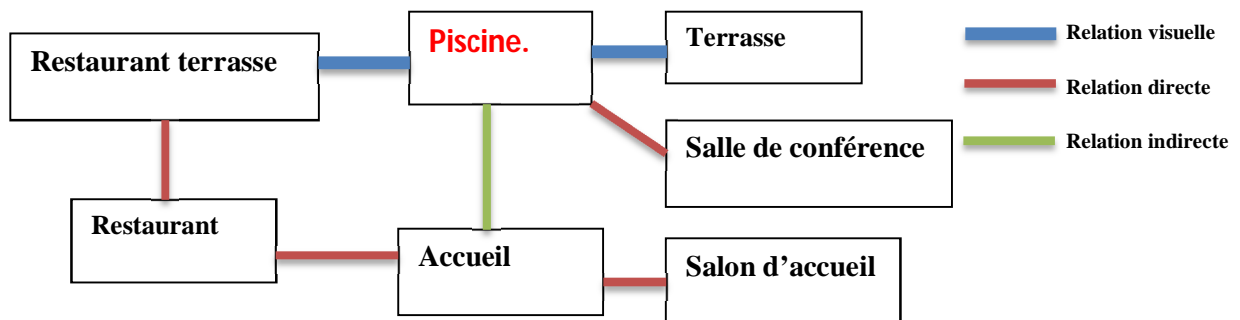 Restaurant terrasse
Piscine.
Terrasse
Relation visuelle
Relation directe
Salle de conférence
Relation indirecte
Restaurant
Accueil
Salon d’accueil